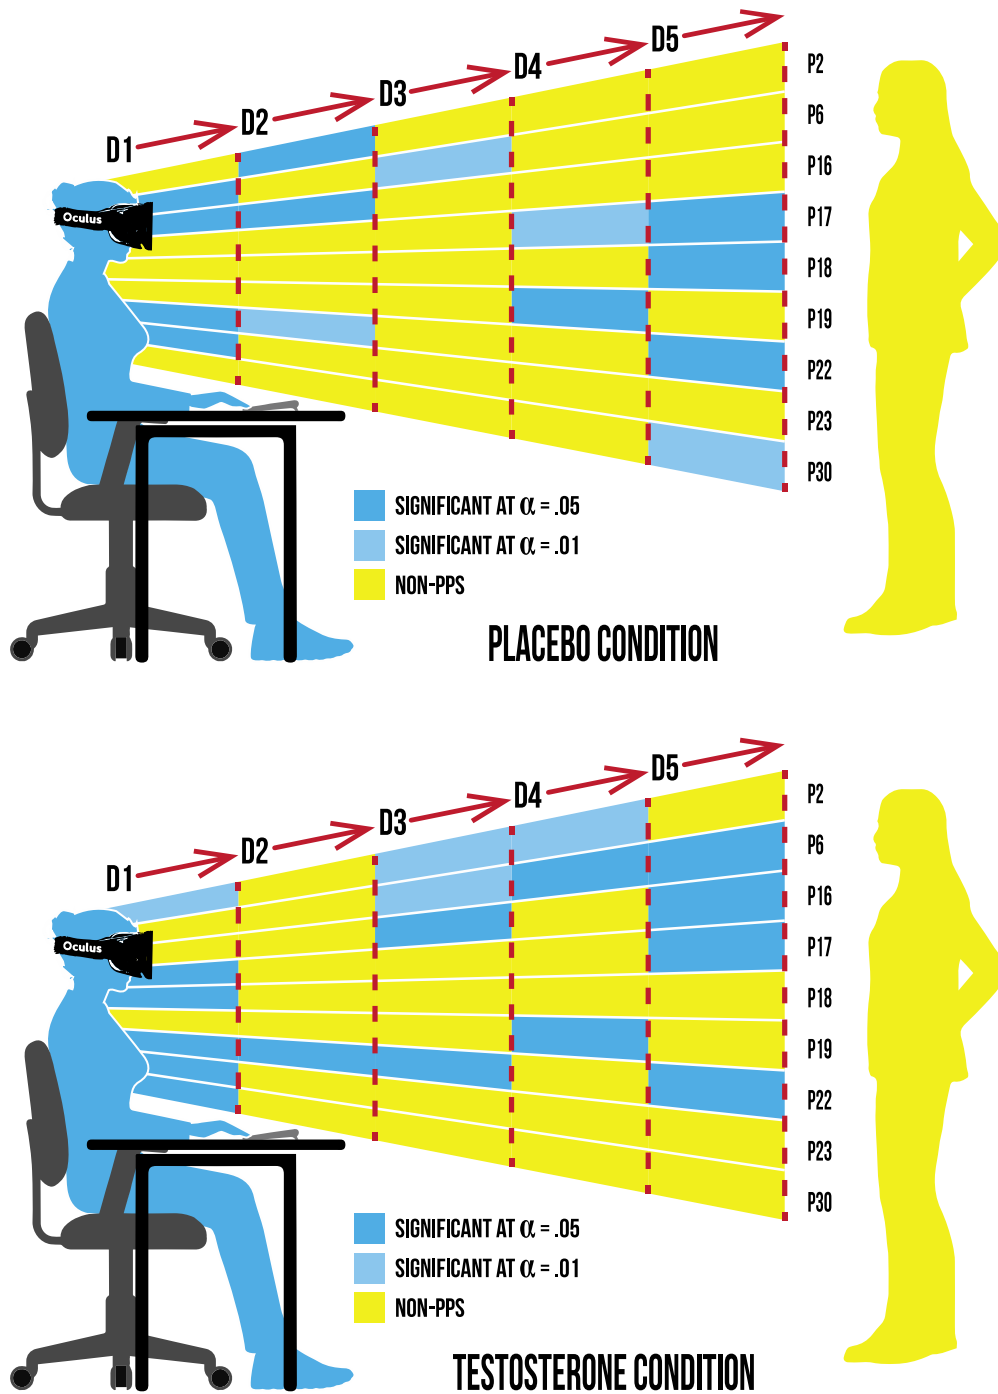 D5
D4
D3
D2
D1
P2
P6
P16
P17
P18
P19
P22
P23
P30
Oculus
SIGNIFICANT AT α = .05
SIGNIFICANT AT α = .01
NON-PPS
PLACEBO CONDITION
D5
D4
D3
D2
D1
P2
P6
P16
P17
P18
P19
P22
P23
P30
Oculus
SIGNIFICANT AT α = .05
SIGNIFICANT AT α = .01
NON-PPS
TESTOSTERONE CONDITION